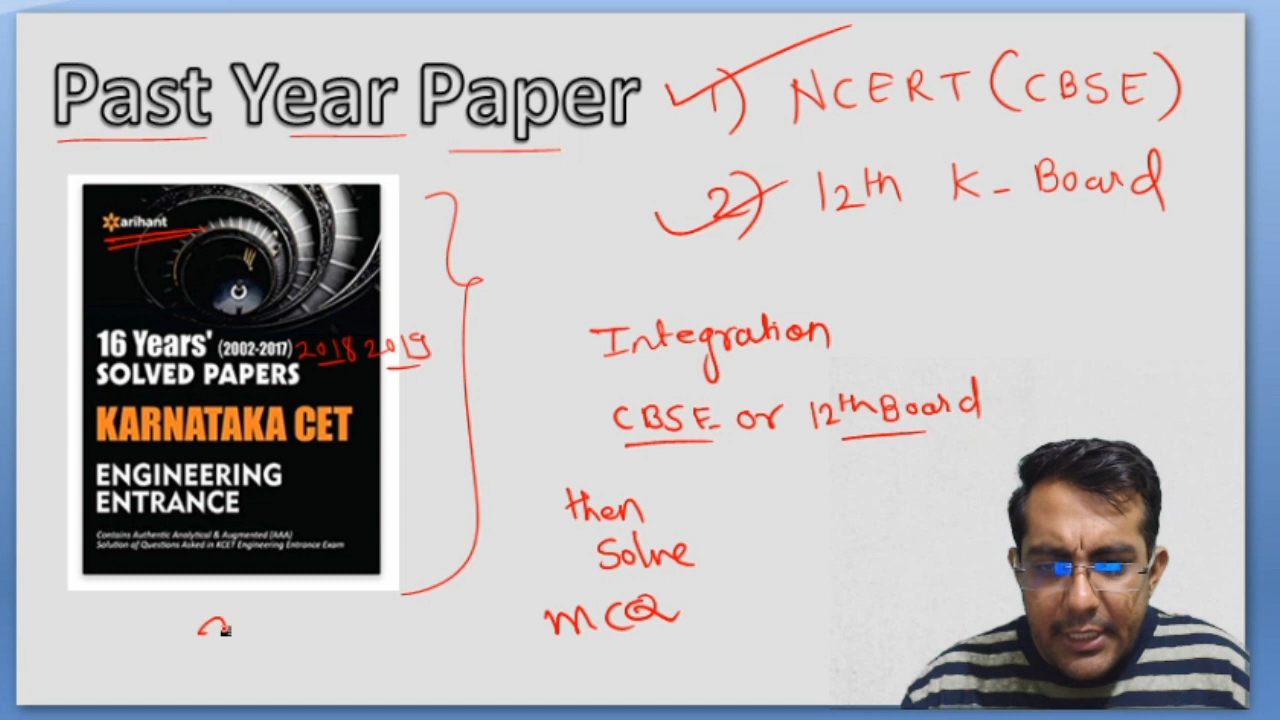 Past Year Paper
1) NCERT (CBSE)
2) 12th K-Board
arihant
16 Years' (2002-2017) 2018 2019
SOLVED PAPERS
KARNATAKA CET
ENGINEERING
ENTRANCE
Contains Authentic Analytical & Augmented (AAA)
Solution of Questions Asked in KCET Engineering Entrance Exam
Integration
CBSE or 12th Board
then
Solve
MCQ